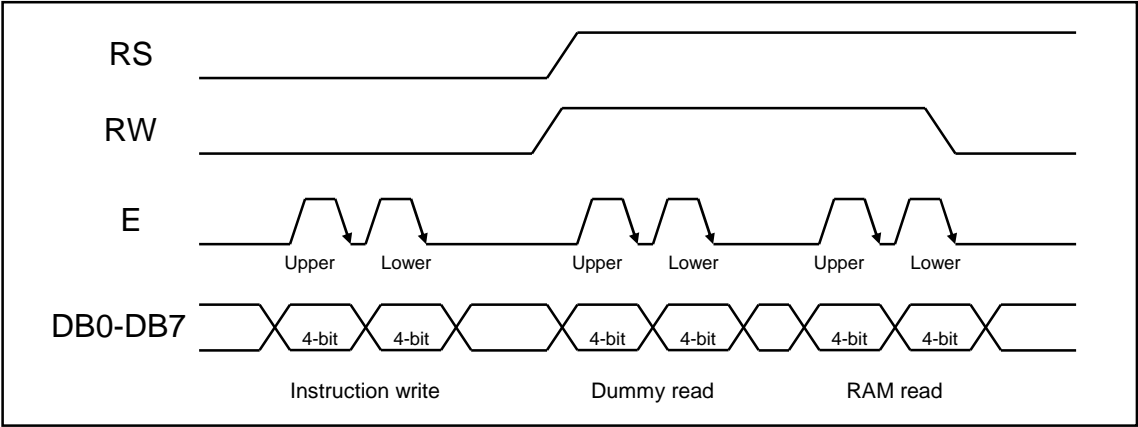 RS
RW
E
Upper Lower Upper Lower Upper Lower
DB0-DB7 4-bit 4-bit 4-bit 4-bit 4-bit 4-bit
Instruction write Dummy read RAM read